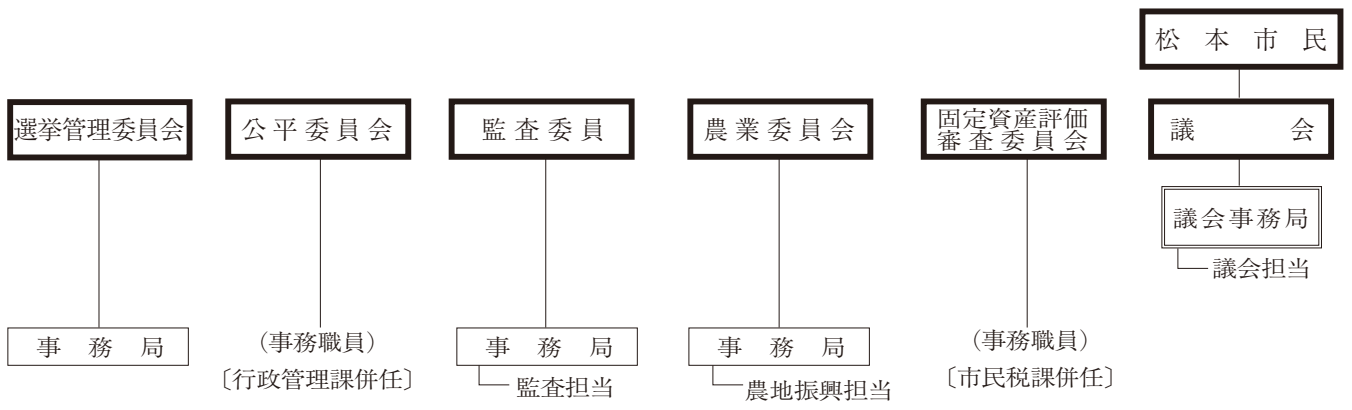 松本市民
選挙管理委員会
公平委員会
監査委員
農業委員会
固定資産評価
審査委員会
議会
議会事務局
議会担当
事務局
(事務職員)
〔行政管理課併任〕
事務局
監査担当
事務局
農地振興担当
(事務職員)
〔市民税課併任〕